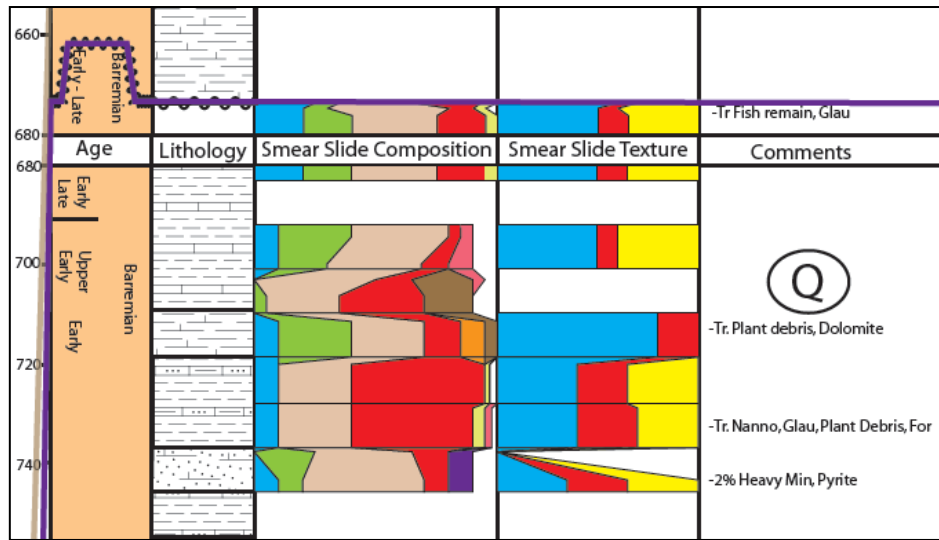 660
Early - Late
Barremian
-Tr Fish remain, Glau
680
Age
Lithology
Smear Slide Composition
Smear Slide Texture
Comments
680
Early
Late
700
Upper
Early
Barremian
Q
Early
-Tr. Plant debris, Dolomite
720
-Tr. Nanno, Glau, Plant Debris, For
740
-2% Heavy Min, Pyrite